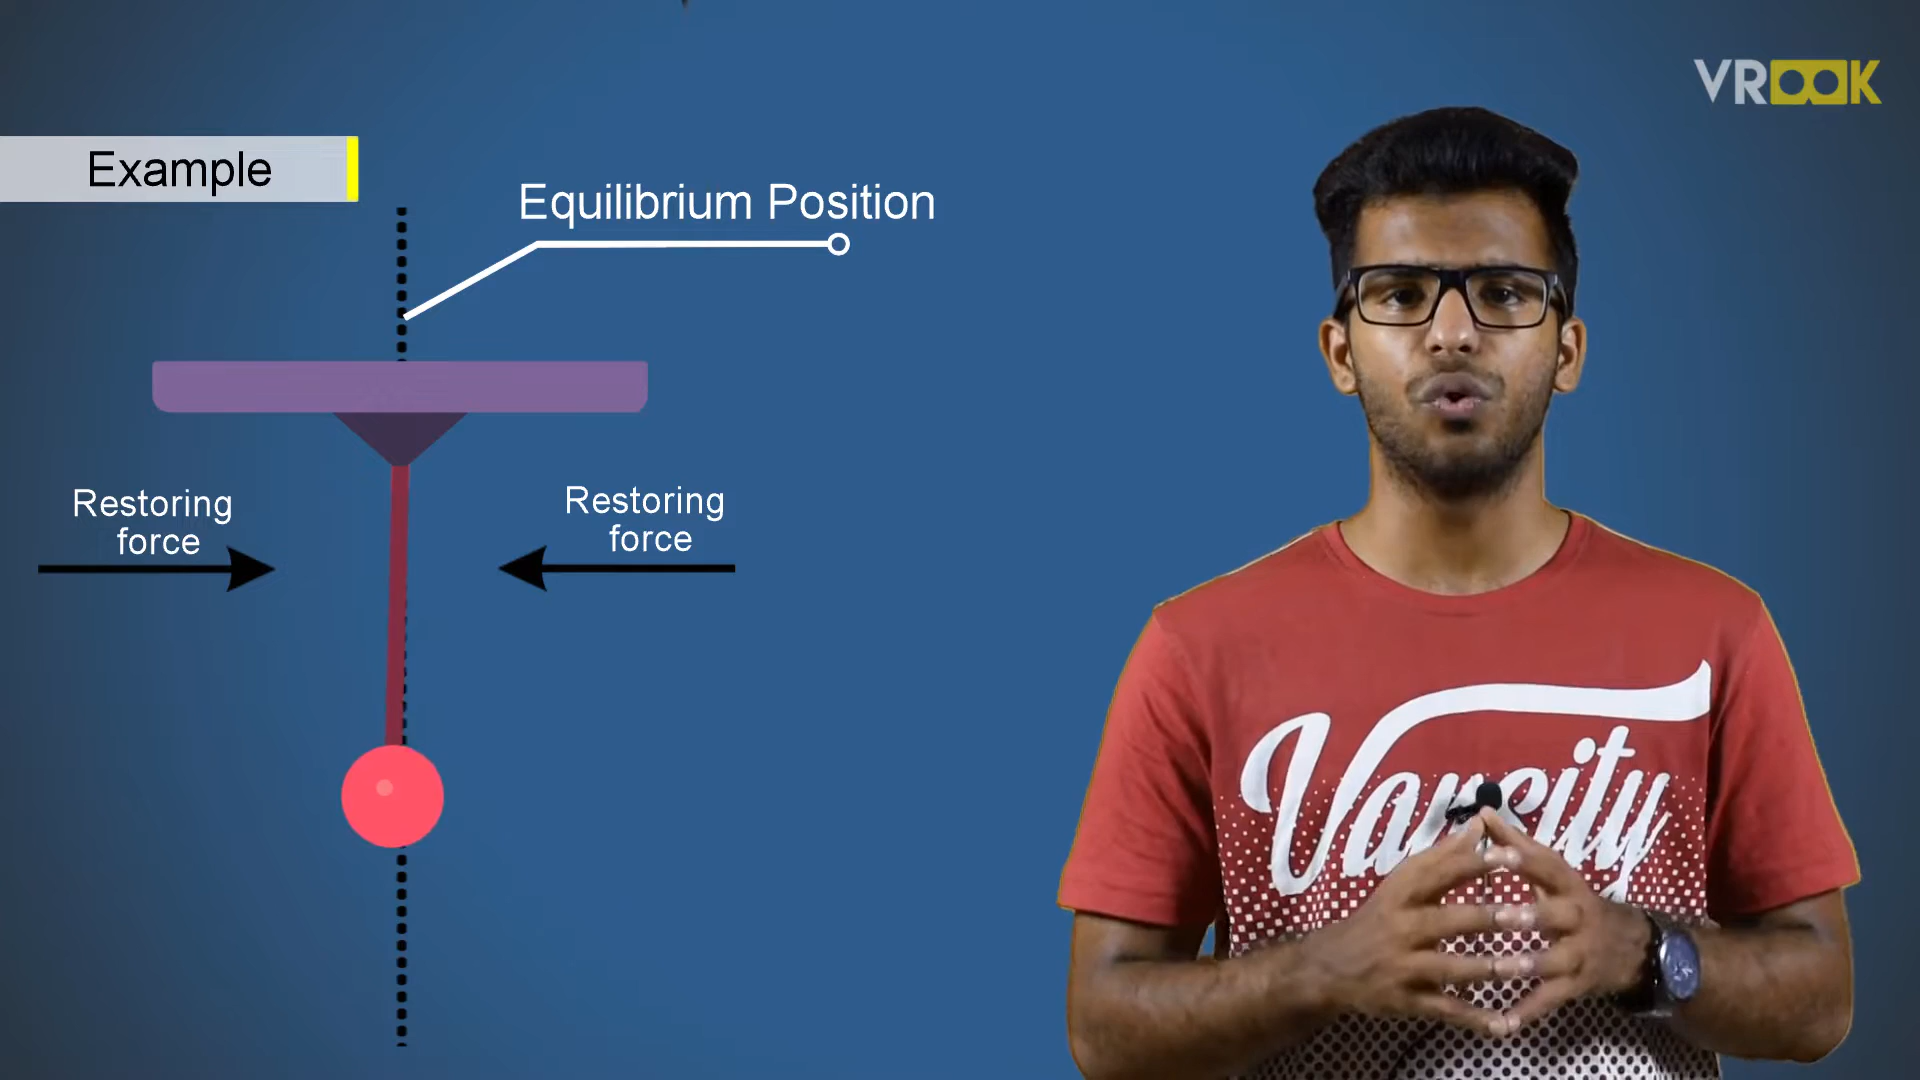 VROOK
Example
Equilibrium Position
Restoring
force
Restoring
force
Varsity